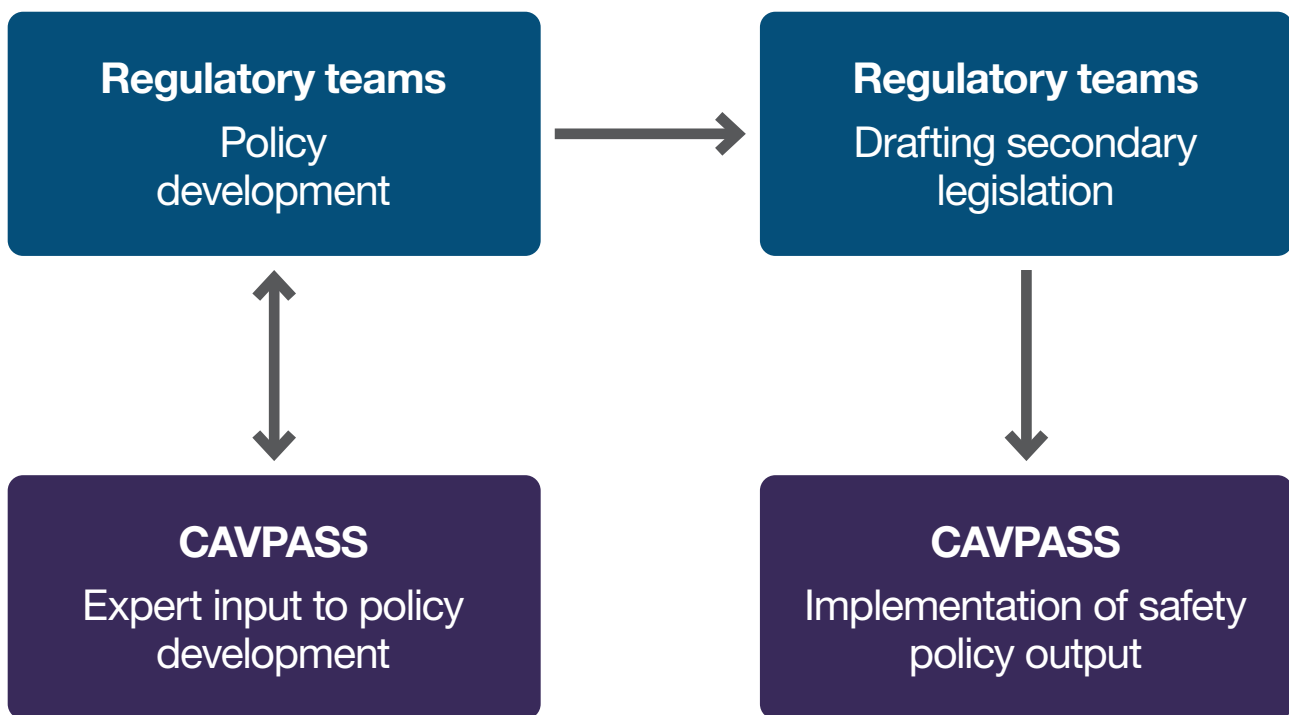 Regulatory teams
Policy
development
Regulatory teams
Drafting secondary
legislation
CAVPASS
Expert input to policy
development
CAVPASS
Implementation of safety
policy output